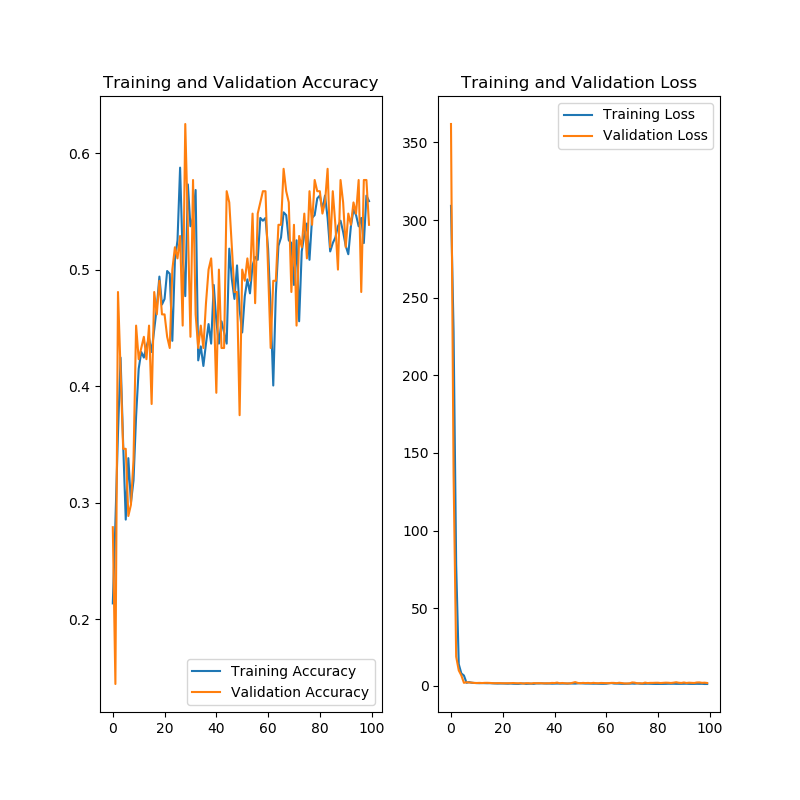 Training and Validation Accuracy
0.6
0.5
0.4
0.3
0.2
Training Accuracy
Validation Accuracy
0 20 40 60 80 100
Training and Validation Loss
Training Loss
Validation Loss
350
300
250
200
150
100
50
0
0 20 40 60 80 100